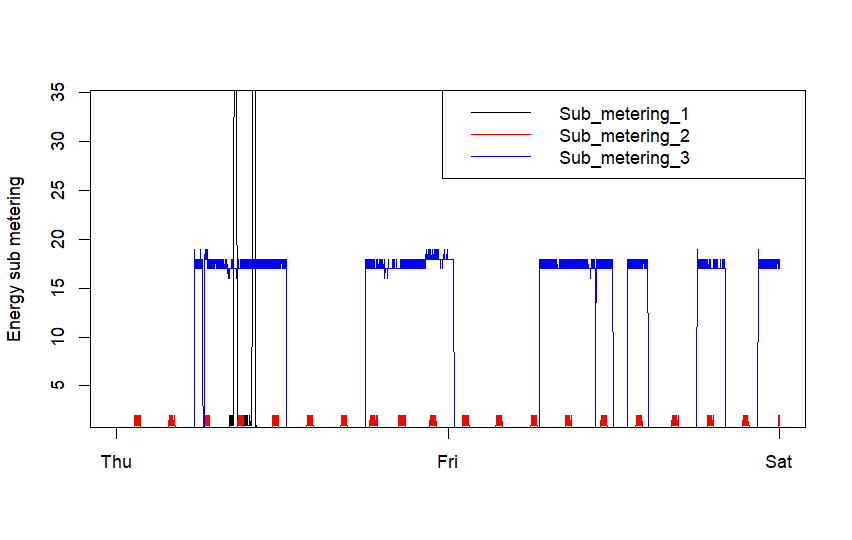 35
30
25
20
15
10
5
Energy sub metering
Sub_metering_1
Sub_metering_2
Sub_metering_3
Thu Fri Sat